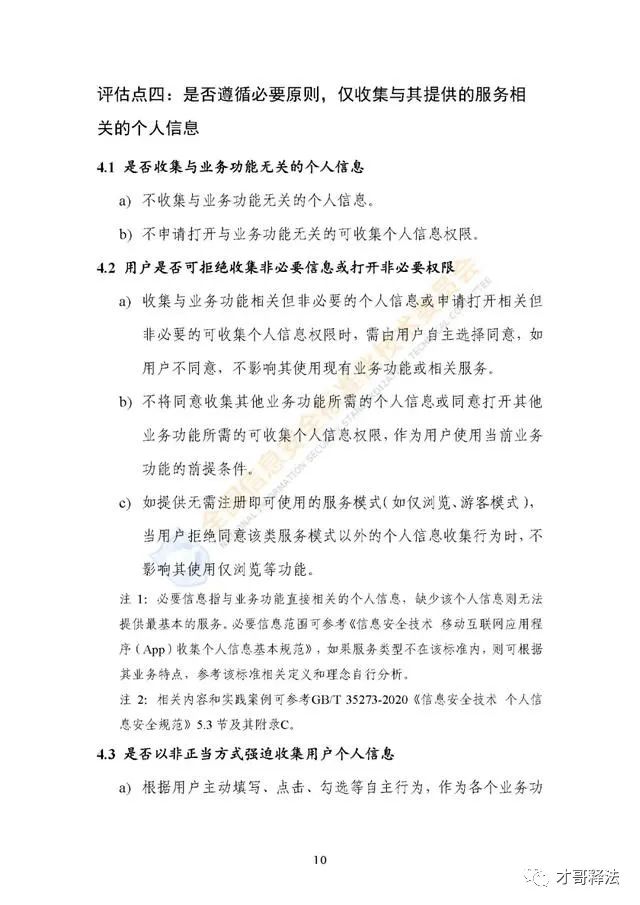 评估点四：是否遵循必要原则，仅收集与其提供的服务相
关的个人信息
4.1 是否收集与业务功能无关的个人信息
a) 不收集与业务功能无关的个人信息。
b) 不申请打开与业务功能无关的可收集个人信息权限。
4.2 用户是否可拒绝收集非必要信息或打开非必要权限
a) 收集与业务功能相关但非必要的个人信息或申请打开相关但
非必要的可收集个人信息权限时，需由用户自主选择同意，如
用户不同意，不影响其使用现有业务功能或相关服务。
b) 不将同意收集其他业务功能所需的个人信息或同意打开其他
业务功能所需的可收集个人信息权限，作为用户使用当前业务
功能的前提条件。
c) 如提供无需注册即可使用的服务模式（如仅浏览、游客模式），
当用户拒绝同意该类服务模式以外的个人信息收集行为时，不
影响其使用仅浏览等功能。
注 1：必要信息指与业务功能直接相关的个人信息，缺少该个人信息则无法
提供最基本的服务。必要信息范围可参考《信息安全技术 移动互联网应用程
序（App）收集个人信息基本规范》，如果服务类型不在该标准内，则可根据
其业务特点，参考该标准相关定义和理念自行分析。
注 2：相关内容和实践案例可参考GB/T 35273-2020《信息安全技术 个人信
息安全规范》5.3 节及其附录C。
4.3 是否以非正当方式强迫收集用户个人信息
a) 根据用户主动填写、点击、勾选等自主行为，作为各个业务功
10
全国信息安全标准化技术委员会
NATIONAL INFORMATION SECURITY STANDARDIZATION TECHNICAL COMMITTEE
才哥释法